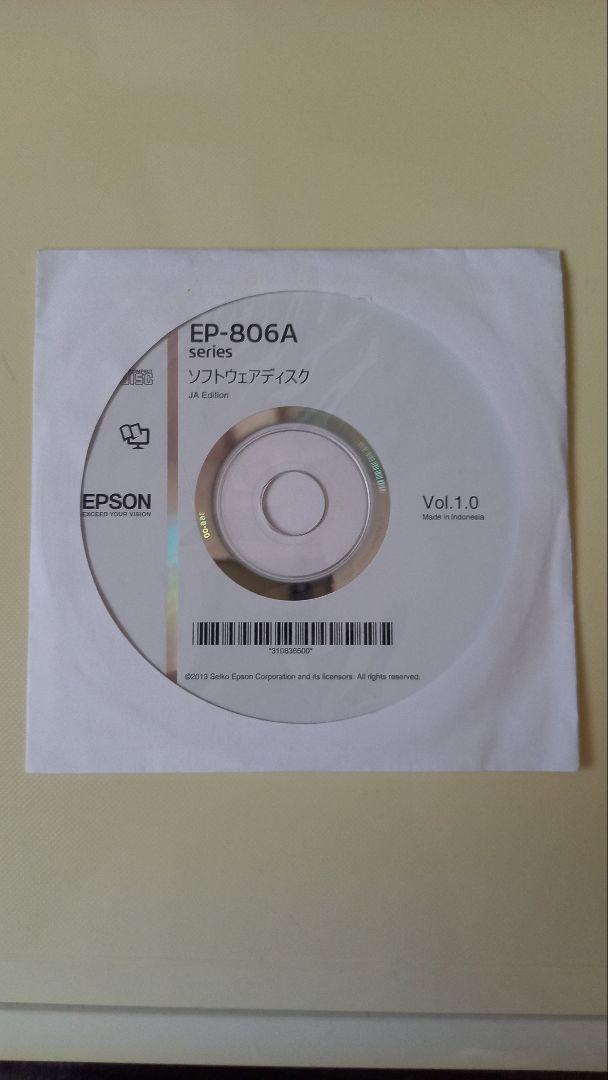 EP-806A
series
ソフトウェアディスク
JA Edition
DISC
EPSON
EXCEED YOUR VISION
Vol.1.0
Made in Indonesia
*310836500*
©2013 Seiko Epson Corporation and its licensors. All rights reserved.